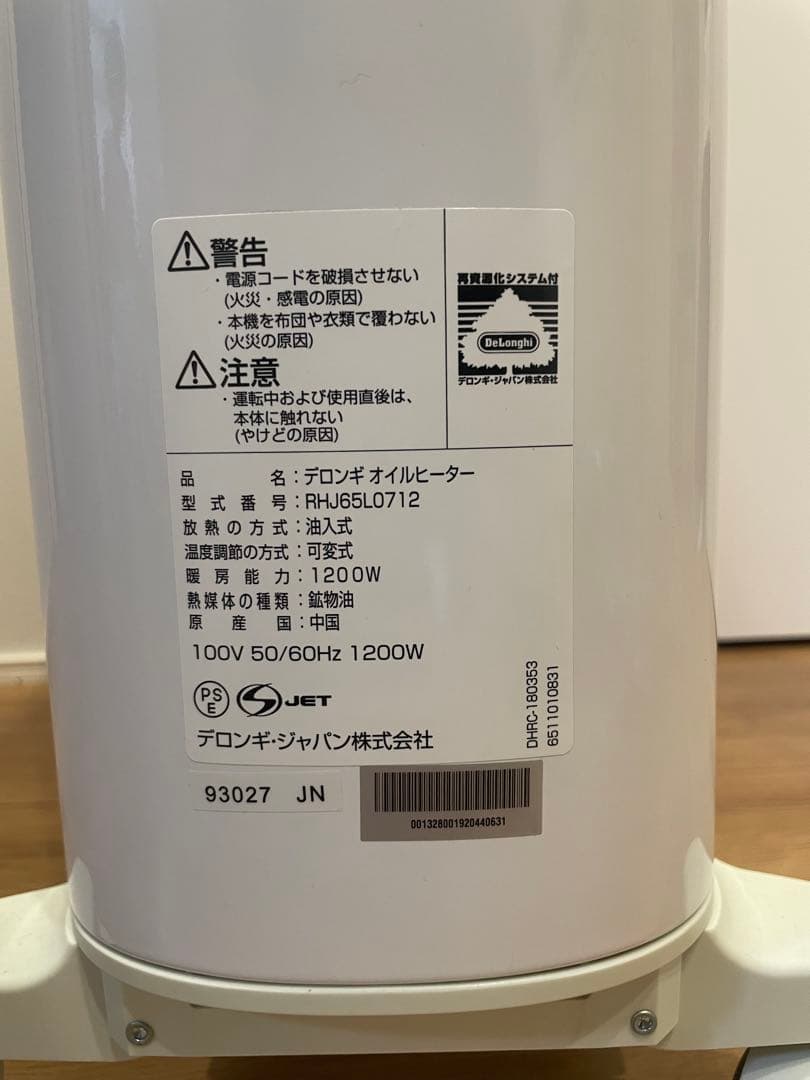 警告
・電源コードを破損させない
(火災・感電の原因)
・本機を布団や衣類で覆わない
(火災の原因)
注意
・運転中および使用直後は、
本体に触れない
(やけどの原因)
再資源化システム付
DeLonghi
デロンギ・ジャパン株式会社
品名：デロンギ オイルヒーター
型式番号：RHJ65L0712
放熱の方式：油入式
温度調節の方式：可変式
暖房能力：1200W
熱媒体の種類：鉱物油
原産国：中国
100V 50/60Hz 1200W
PSE JET
デロンギ・ジャパン株式会社
DHRC-180353
6511010831
93027 JN
001328001920440631